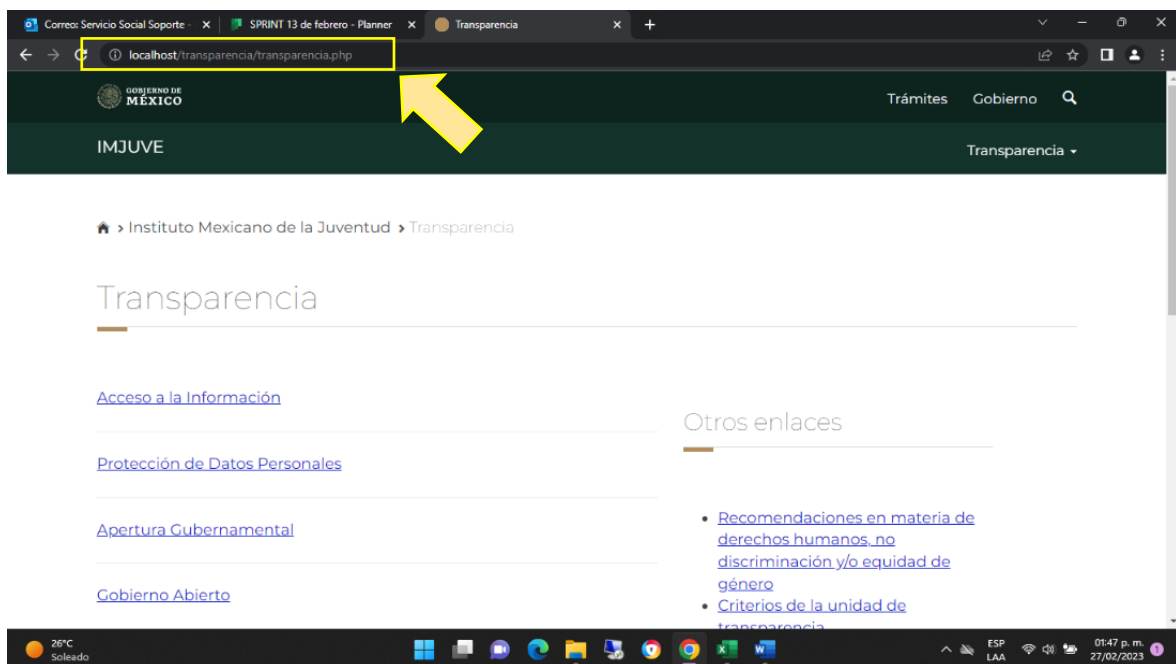 Correo: Servicio Social Soporte -
SPRINT 13 de febrero - Planner
Transparencia
localhost/transparencia/transparencia.php
GOBIERNO DE
MÉXICO
Trámites Gobierno
IMJUVE
Transparencia
Instituto Mexicano de la Juventud > Transparencia
Transparencia
Acceso a la Información
Otros enlaces
Protección de Datos Personales
Apertura Gubernamental
Gobierno Abierto
Recomendaciones en materia de
derechos humanos, no
discriminación y/o equidad de
género
Criterios de la unidad de
transparencia
26°C
Soleado
ESP
LAA
01:47 p. m.
27/02/2023
1